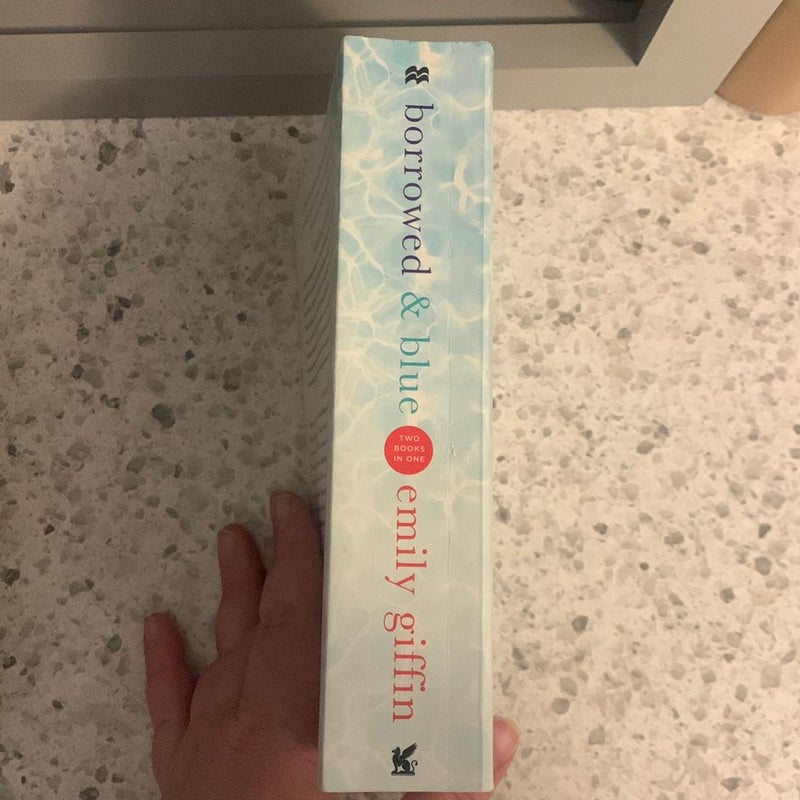 borrowed & blue
TWO
BOOKS
IN ONE
emily giffin